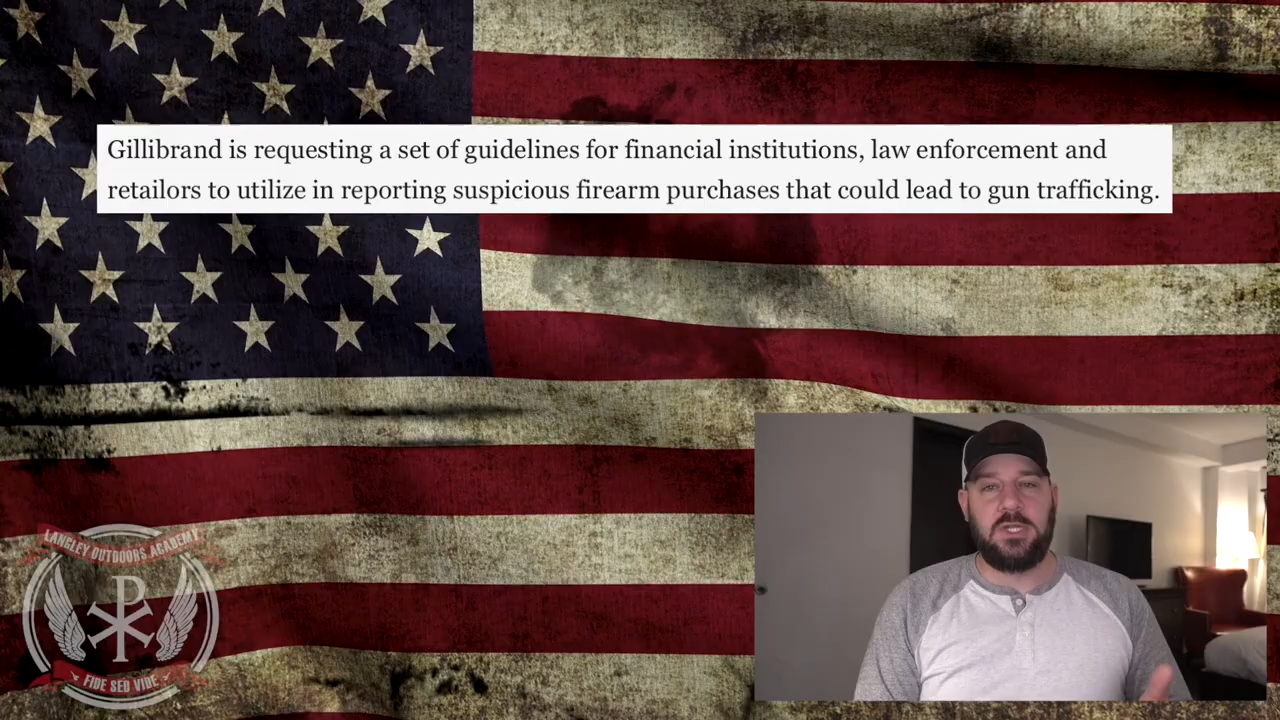 Gillibrand is requesting a set of guidelines for financial institutions, law enforcement and
retailors to utilize in reporting suspicious firearm purchases that could lead to gun trafficking.
LANGLEY OUTDOORS ACADEMY
FIDE SED VIDE